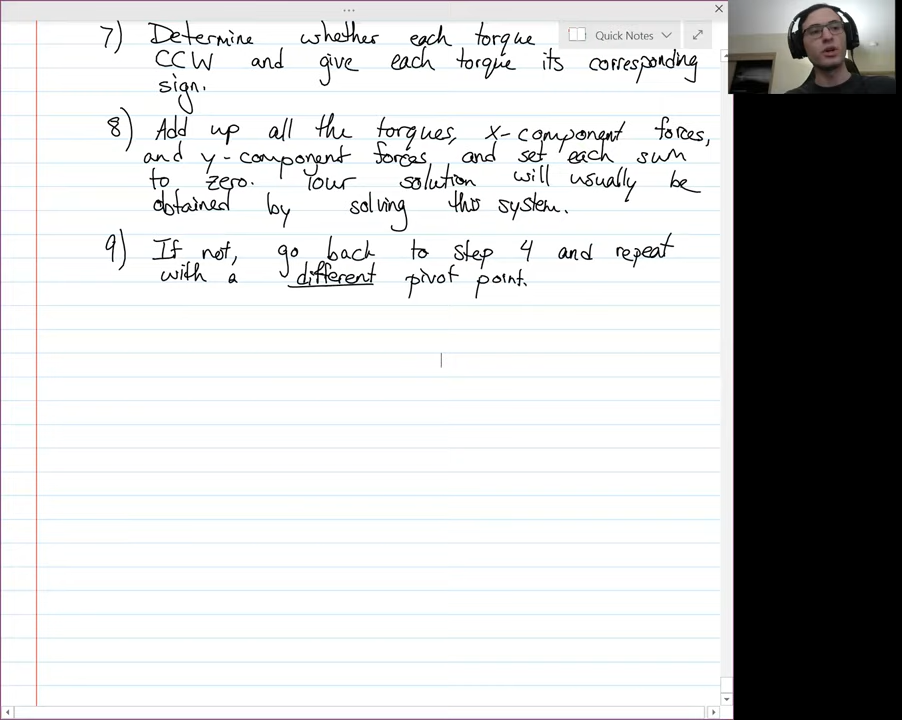 7) Determine whether each torque
Quick Notes
CCW and give each torque its corresponding
sign.
8) Add up all the torques, x-component forces,
and y-component forces, and set each sum
to zero. Your solution will usually be
obtained by solving this system.
9) If not, go back to step 4 and repeat
with a different pivot point.